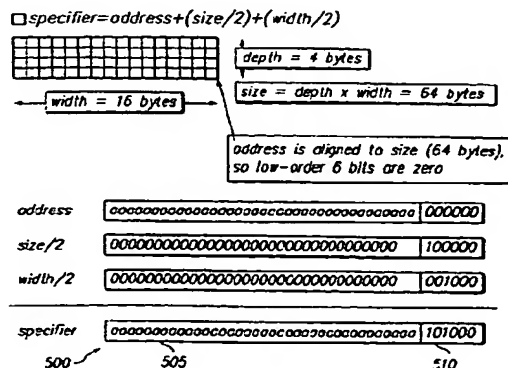 specifier=address+(size/2)+(width/2)
depth = 4 bytes
size = depth x width = 64 bytes
width = 16 bytes
address is aligned to size (64 bytes),
so low-order 6 bits are zero
address 000000
size/2 100000
width/2 001000
specifier 101000
500 505 510